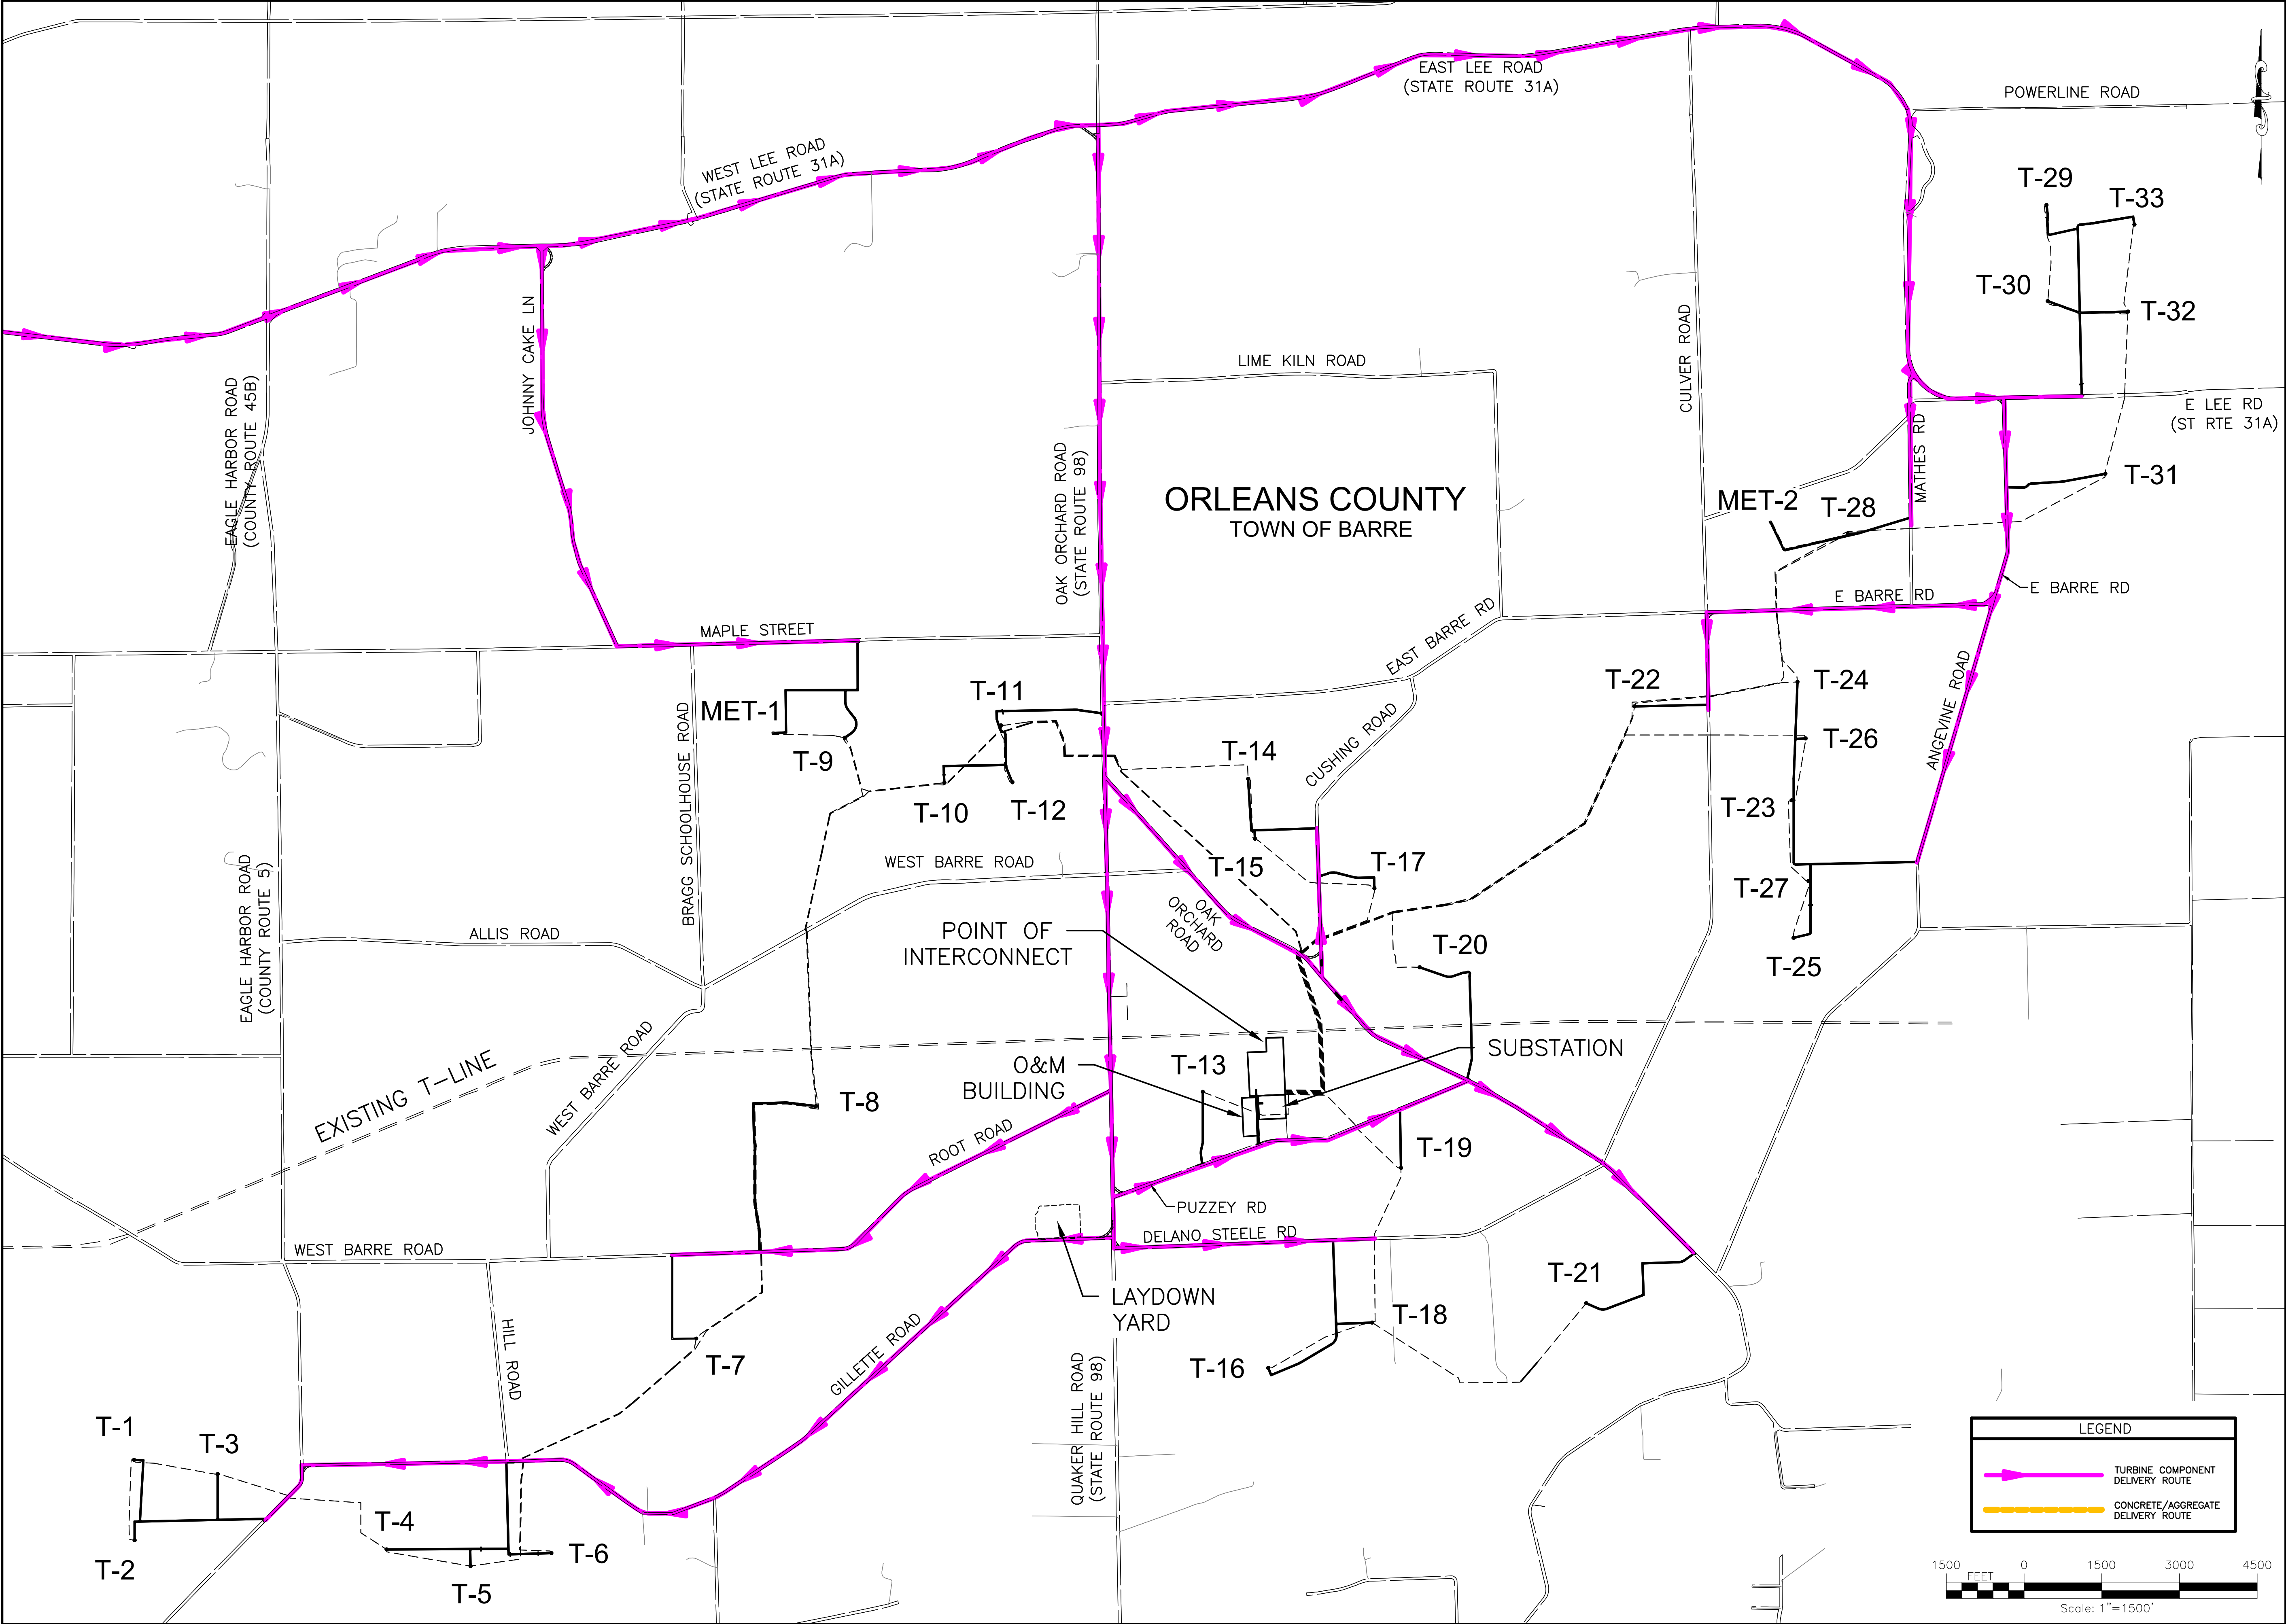 EAST LEE ROAD
(STATE ROUTE 31A)
POWERLINE ROAD
WEST LEE ROAD
(STATE ROUTE 31A)
T-29
T-33
T-30
T-32
JOHNNY CAKE LN
CULVER ROAD
LIME KILN ROAD
EAGLE HARBOR ROAD
(COUNTY ROUTE 45B)
E LEE RD
(ST RTE 31A)
OAK ORCHARD ROAD
(STATE ROUTE 98)
MATHES RD
ORLEANS COUNTY
TOWN OF BARRE
T-31
MET-2
T-28
E BARRE RD
E BARRE RD
MAPLE STREET
EAST BARRE RD
T-22
T-24
T-11
MET-1
BRAGG SCHOOLHOUSE ROAD
T-9
T-10
T-12
T-14
CUSHING ROAD
T-26
ANGEVINE ROAD
T-23
WEST BARRE ROAD
T-15
T-17
T-27
EAGLE HARBOR ROAD
(COUNTY ROUTE 5)
ALLIS ROAD
OAK
ORCHARD
ROAD
POINT OF
INTERCONNECT
T-20
T-25
WEST BARRE ROAD
EXISTING T-LINE
O&M
BUILDING
T-13
SUBSTATION
T-8
ROOT ROAD
T-19
PUZZEY RD
DELANO STEELE RD
WEST BARRE ROAD
LAYDOWN
YARD
T-21
T-18
T-7
HILL ROAD
GILLETTE ROAD
QUAKER HILL ROAD
(STATE ROUTE 98)
T-16
T-1
T-3
T-4
T-2
T-5
T-6
LEGEND
TURBINE COMPONENT
DELIVERY ROUTE
CONCRETE/AGGREGATE
DELIVERY ROUTE
1500 0 1500 3000 4500
FEET
Scale: 1"=1500'